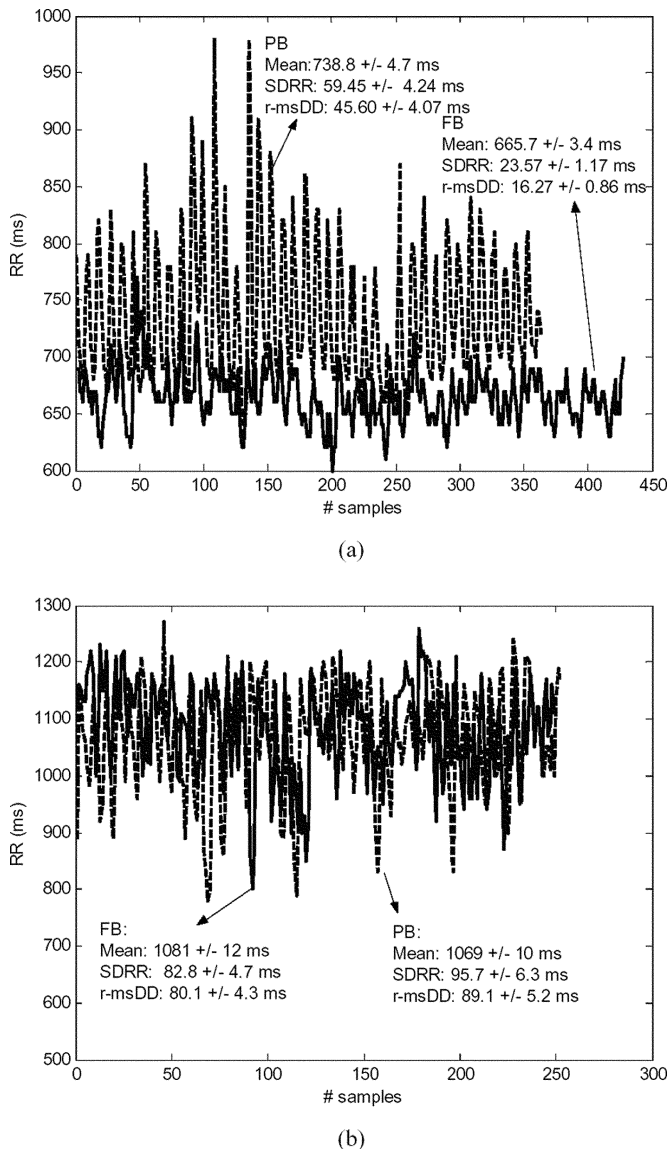 1000
950
900
850
800
750
700
650
600
RR (ms)
PB
Mean:738.8 +/- 4.7 ms
SDRR: 59.45 +/- 4.24 ms
r-msDD: 45.60 +/- 4.07 ms
FB
Mean: 665.7 +/- 3.4 ms
SDRR: 23.57 +/- 1.17 ms
r-msDD: 16.27 +/- 0.86 ms
0 50 100 150 200 250 300 350 400 450
# samples
(a)
1300
1200
1100
1000
900
800
700
600
500
RR (ms)
FB:
Mean: 1081 +/- 12 ms
SDRR: 82.8 +/- 4.7 ms
r-msDD: 80.1 +/- 4.3 ms
PB:
Mean: 1069 +/- 10 ms
SDRR: 95.7 +/- 6.3 ms
r-msDD: 89.1 +/- 5.2 ms
0 50 100 150 200 250 300
# samples
(b)